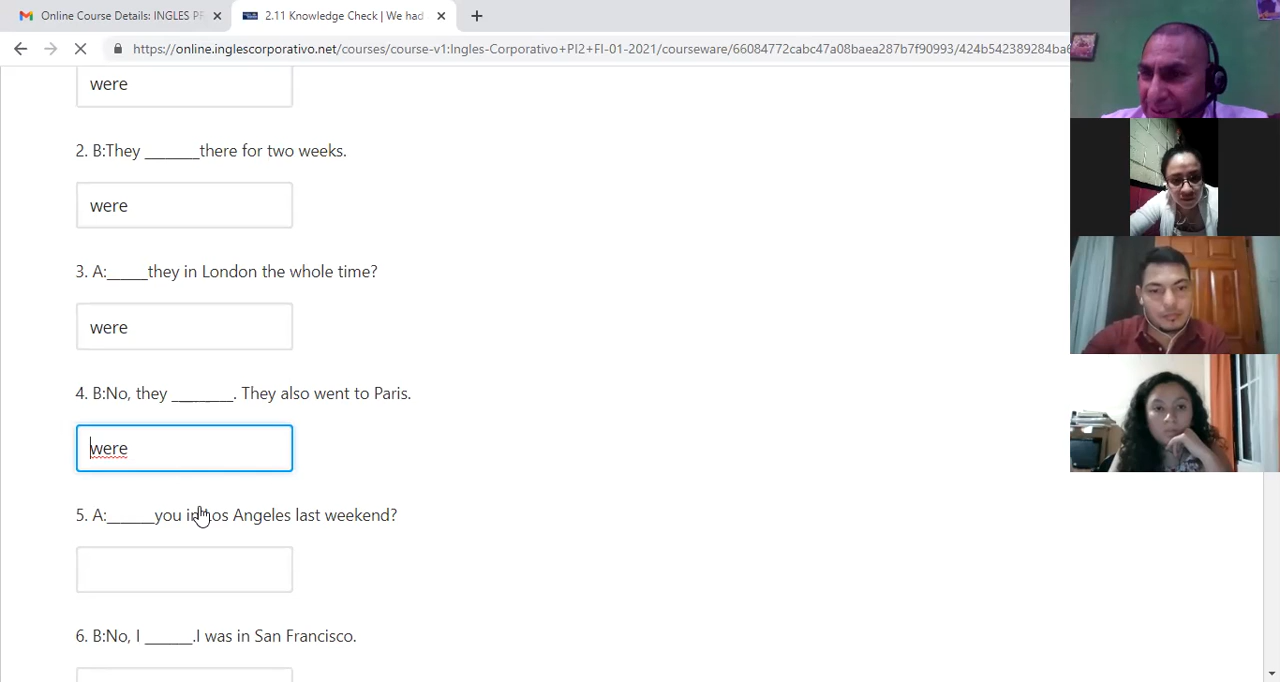 Online Course Details: INGLES PR
2.11 Knowledge Check | We had
https://online.inglescorporativo.net/courses/course-v1:Ingles-Corporativo+PI2+FI-01-2021/courseware/66084772cabc47a08baea287b7f90993/424b542389284ba6
were
2. B:They _______there for two weeks.
were
3. A:_____they in London the whole time?
were
4. B:No, they ________. They also went to Paris.
were
5. A:______you in Los Angeles last weekend?
6. B:No, I ______.I was in San Francisco.